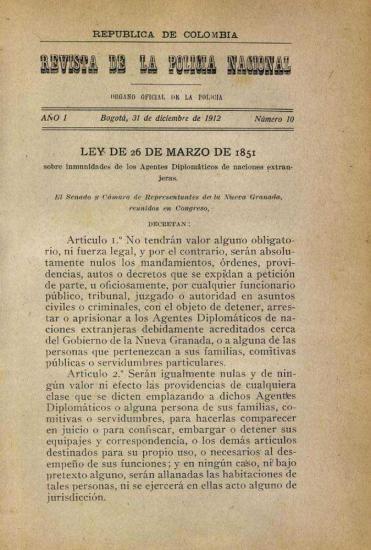 REPUBLICA DE COLOMBIA
REVISTA DE LA POLICIA NACIONAL
ORGANO OFICIAL DE LA POLICIA
AÑO I Bogotá, 31 de diciembre de 1912 Número 10
LEY DE 26 DE MARZO DE 1851
sobre inmunidades de los Agentes Diplomáticos de naciones extran-
jeras.
El Senado y Cámara de Representantes de la Nueva Granada,
reunidos en Congreso,
DECRETAN:
Artículo 1.º No tendrán valor alguno obligato-
rio, ni fuerza legal, y por el contrario, serán absolu-
tamente nulos los mandamientos, órdenes, provi-
dencias, autos o decretos que se expidan a petición
de parte, u oficiosamente, por cualquier funcionario
público, tribunal, juzgado o autoridad en asuntos
civiles o criminales, con el objeto de detener, arres-
tar o aprisionar a los Agentes Diplomáticos de na-
ciones extranjeras debidamente acreditados cerca
del Gobierno de la Nueva Granada, o a alguna de las
personas que pertenezcan a sus familias, comitivas
públicas o servidumbres particulares.
Artículo 2.º Serán igualmente nulas y de nin-
gún valor ni efecto las providencias de cualquiera
clase que se dicten emplazando a dichos Agentes
Diplomáticos o alguna persona de sus familias, co-
mitivas o servidumbres, para hacerlas comparecer
en juicio o para confiscar, embargar o detener sus
equipajes y correspondencia, o los demás artículos
destinados para su propio uso, o necesarios al des-
empeño de sus funciones; y en ningún caso, ni bajo
pretexto alguno, serán allanadas las habitaciones de
tales personas, ni se ejercerá en ellas acto alguno de
jurisdicción.